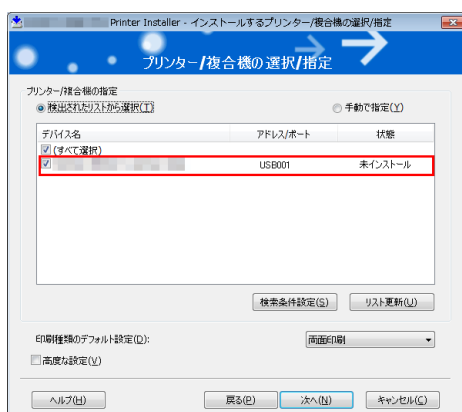 Printer Installer - インストールするプリンター/複合機の選択/指定
プリンター/複合機の選択/指定
プリンター/複合機の指定
検出されたリストから選択(T) 手動で指定(Y)
デバイス名 アドレス/ポート 状態
(すべて選択)
USB001 未インストール
検索条件設定(S) リスト更新(U)
印刷種類のデフォルト設定(D): 両面印刷
高度な設定(V)
ヘルプ(H) 戻る(P) 次へ(N) キャンセル(C)